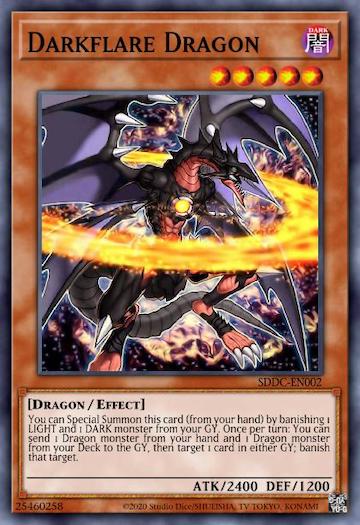 Darkflare Dragon
DARK
闇
SDDC-EN002
[Dragon / Effect]
You can Special Summon this card (from your hand) by banishing
1 LIGHT and 1 DARK monster from your GY. Once per turn: You can
send 1 Dragon monster from your hand and 1 Dragon monster
from your Deck to the GY, then target 1 card in either GY; banish
that target.
ATK/2400 DEF/1200
25460258
©2020 Studio Dice/SHUEISHA, TV TOKYO, KONAMI